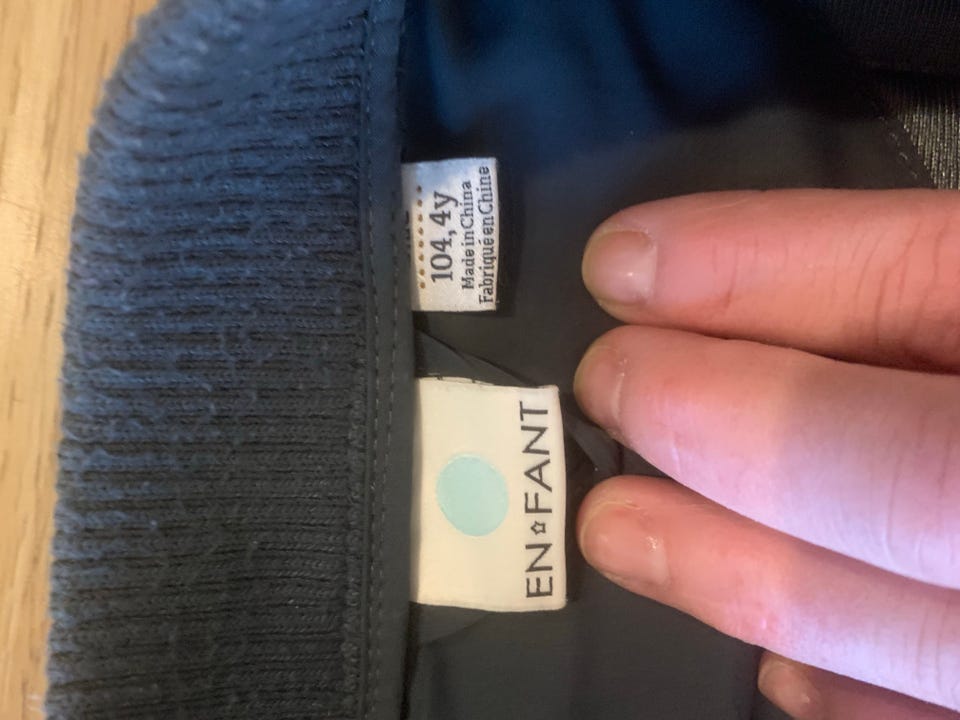 104, 4y
Made in China
Fabriqué en Chine
EN☆FANT